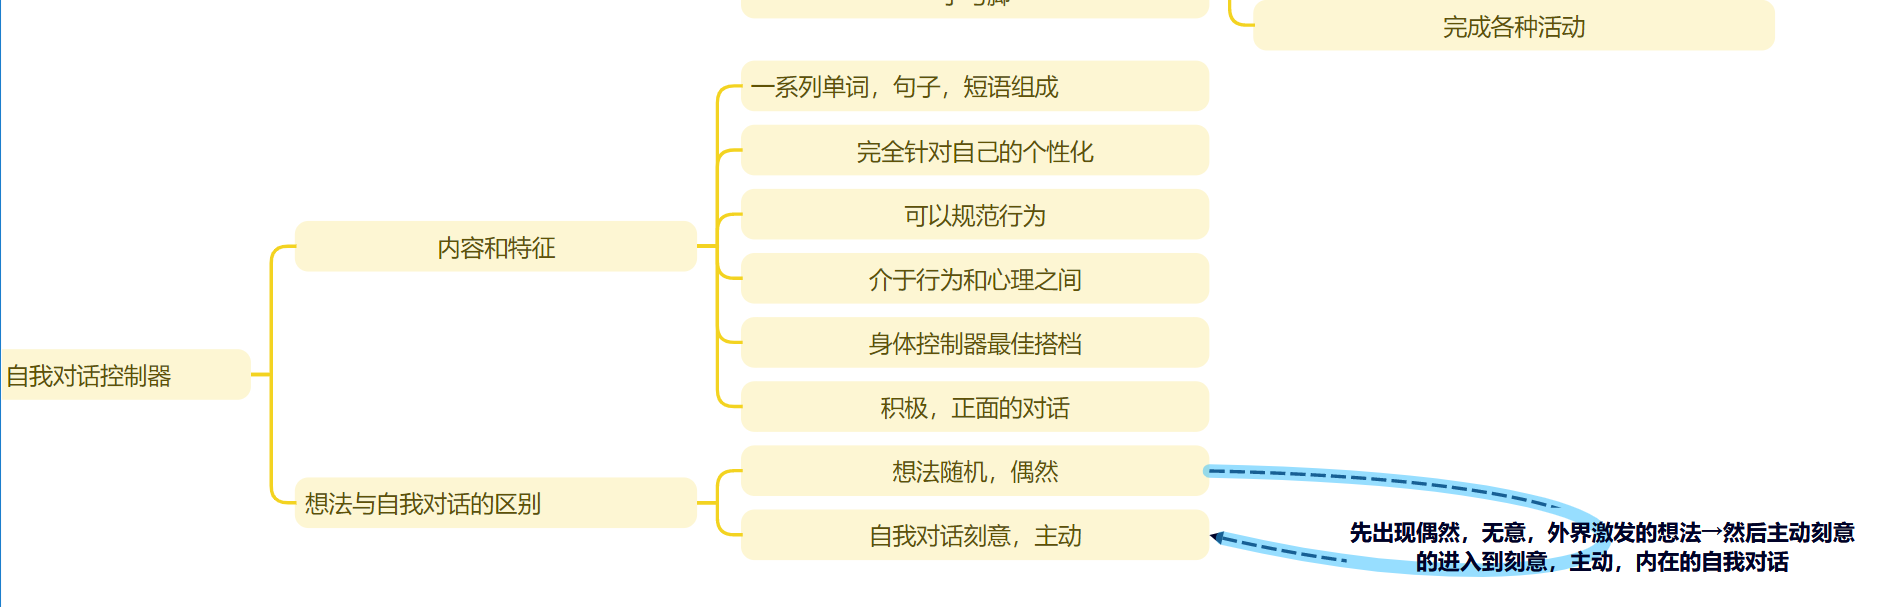 完成各种活动
一系列单词，句子，短语组成
完全针对自己的个性化
可以规范行为
内容和特征
介于行为和心理之间
身体控制器最佳搭档
自我对话控制器
积极，正面的对话
想法随机，偶然
想法与自我对话的区别
自我对话刻意，主动
先出现偶然，无意，外界激发的想法→然后主动刻意
的进入到刻意，主动，内在的自我对话